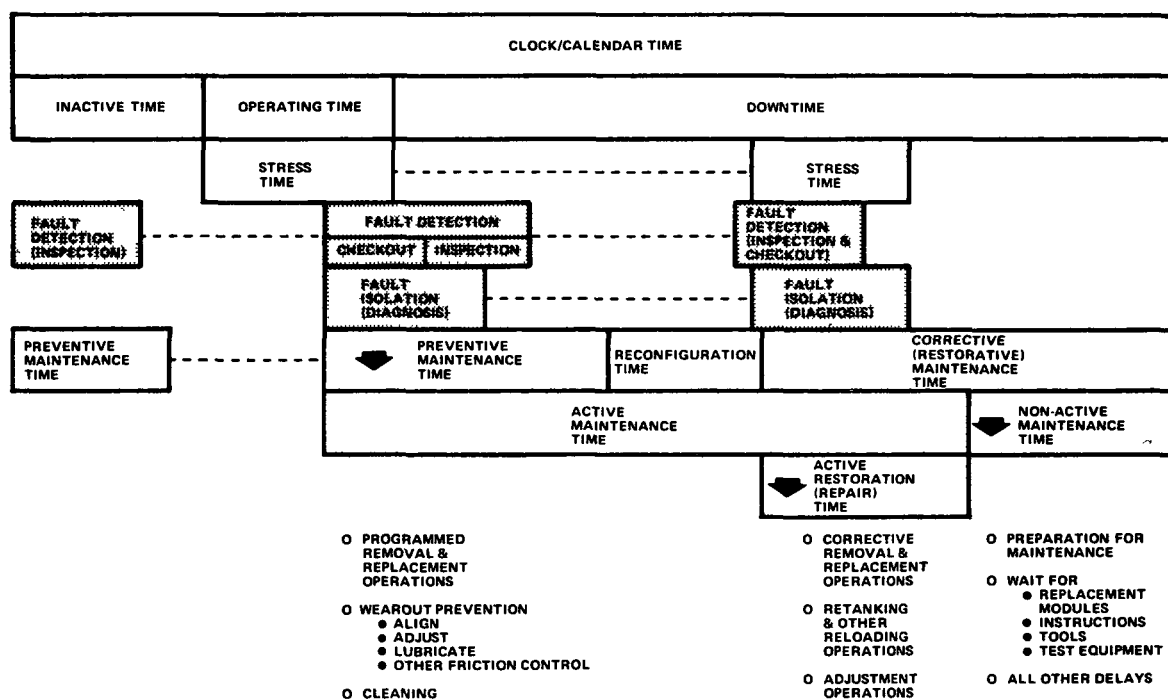 CLOCK/CALENDAR TIME
INACTIVE TIME
OPERATING TIME
DOWNTIME
STRESS
TIME
STRESS
TIME
FAULT
DETECTION
(INSPECTION)
FAULT DETECTION
CHECKOUT
INSPECTION
FAULT
DETECTION
(INSPECTION &
CHECKOUT)
FAULT
ISOLATION
(DIAGNOSIS)
FAULT
ISOLATION
(DIAGNOSIS)
PREVENTIVE
MAINTENANCE
TIME
PREVENTIVE
MAINTENANCE
TIME
RECONFIGURATION
TIME
CORRECTIVE
(RESTORATIVE)
MAINTENANCE
TIME
ACTIVE
MAINTENANCE
TIME
NON-ACTIVE
MAINTENANCE
TIME
ACTIVE
RESTORATION
(REPAIR)
TIME
O PROGRAMMED
REMOVAL &
REPLACEMENT
OPERATIONS
O WEAROUT PREVENTION
● ALIGN
● ADJUST
● LUBRICATE
● OTHER FRICTION CONTROL
O CLEANING
O CORRECTIVE
REMOVAL &
REPLACEMENT
OPERATIONS
O RETANKING
& OTHER
RELOADING
OPERATIONS
O ADJUSTMENT
OPERATIONS
O PREPARATION FOR
MAINTENANCE
O WAIT FOR
● REPLACEMENT
MODULES
● INSTRUCTIONS
● TOOLS
● TEST EQUIPMENT
O ALL OTHER DELAYS